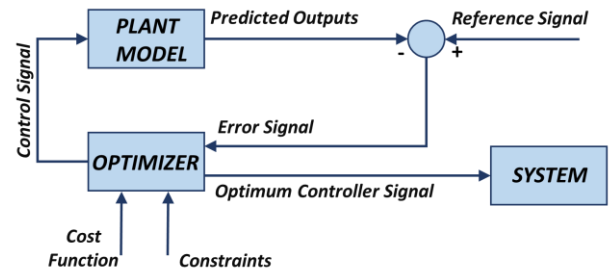 Predicted Outputs
Reference Signal
PLANT
MODEL
-
+
Control Signal
Error Signal
OPTIMIZER
Optimum Controller Signal
SYSTEM
Cost
Function
Constraints